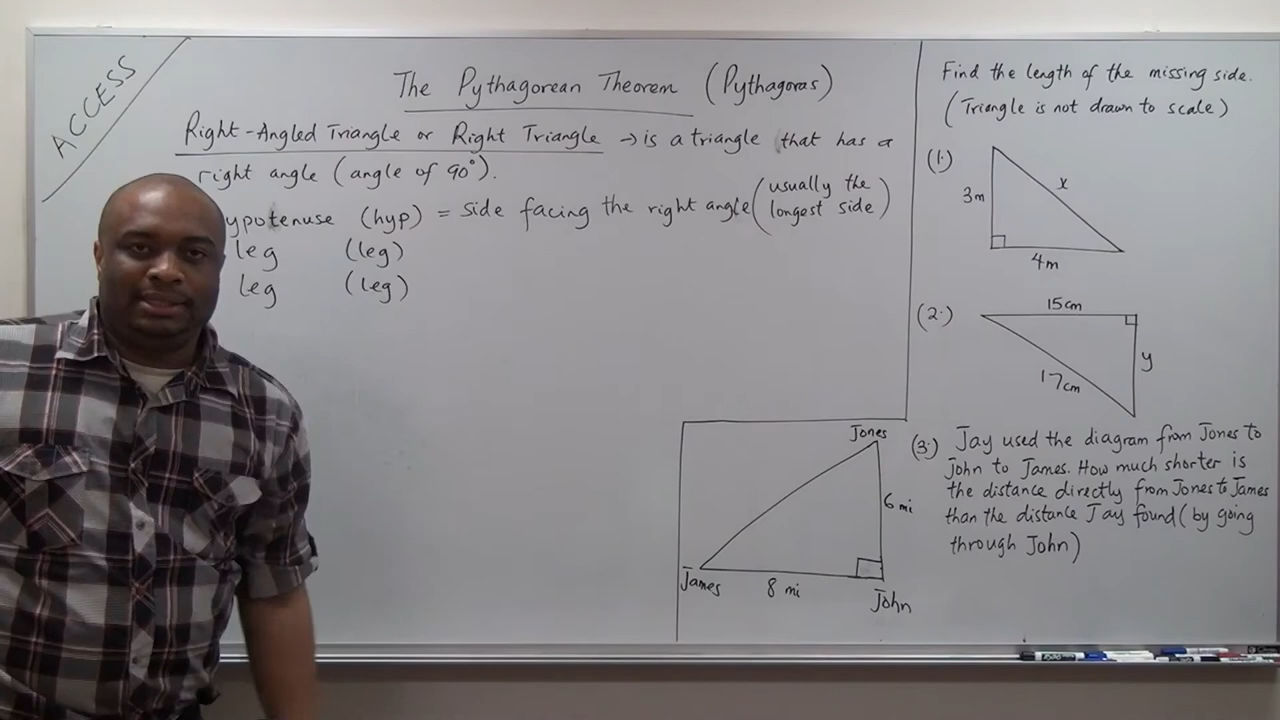 ACCESS
The Pythagorean Theorem (Pythagoras)
Right-Angled Triangle or Right Triangle → is a triangle that has a
right angle (angle of 90°).
ypotenuse (hyp) = side facing the right angle (usually the
longest side)
leg (leg)
leg (leg)
Find the length of the missing side.
(Triangle is not drawn to scale)
(1.)
3m
x
4m
(2.)
15cm
17cm
y
(3.) Jay used the diagram from Jones to
John to James. How much shorter is
the distance directly from Jones to James
than the distance Jay found (by going
through John)
Jones
6 mi
James
8 mi
John